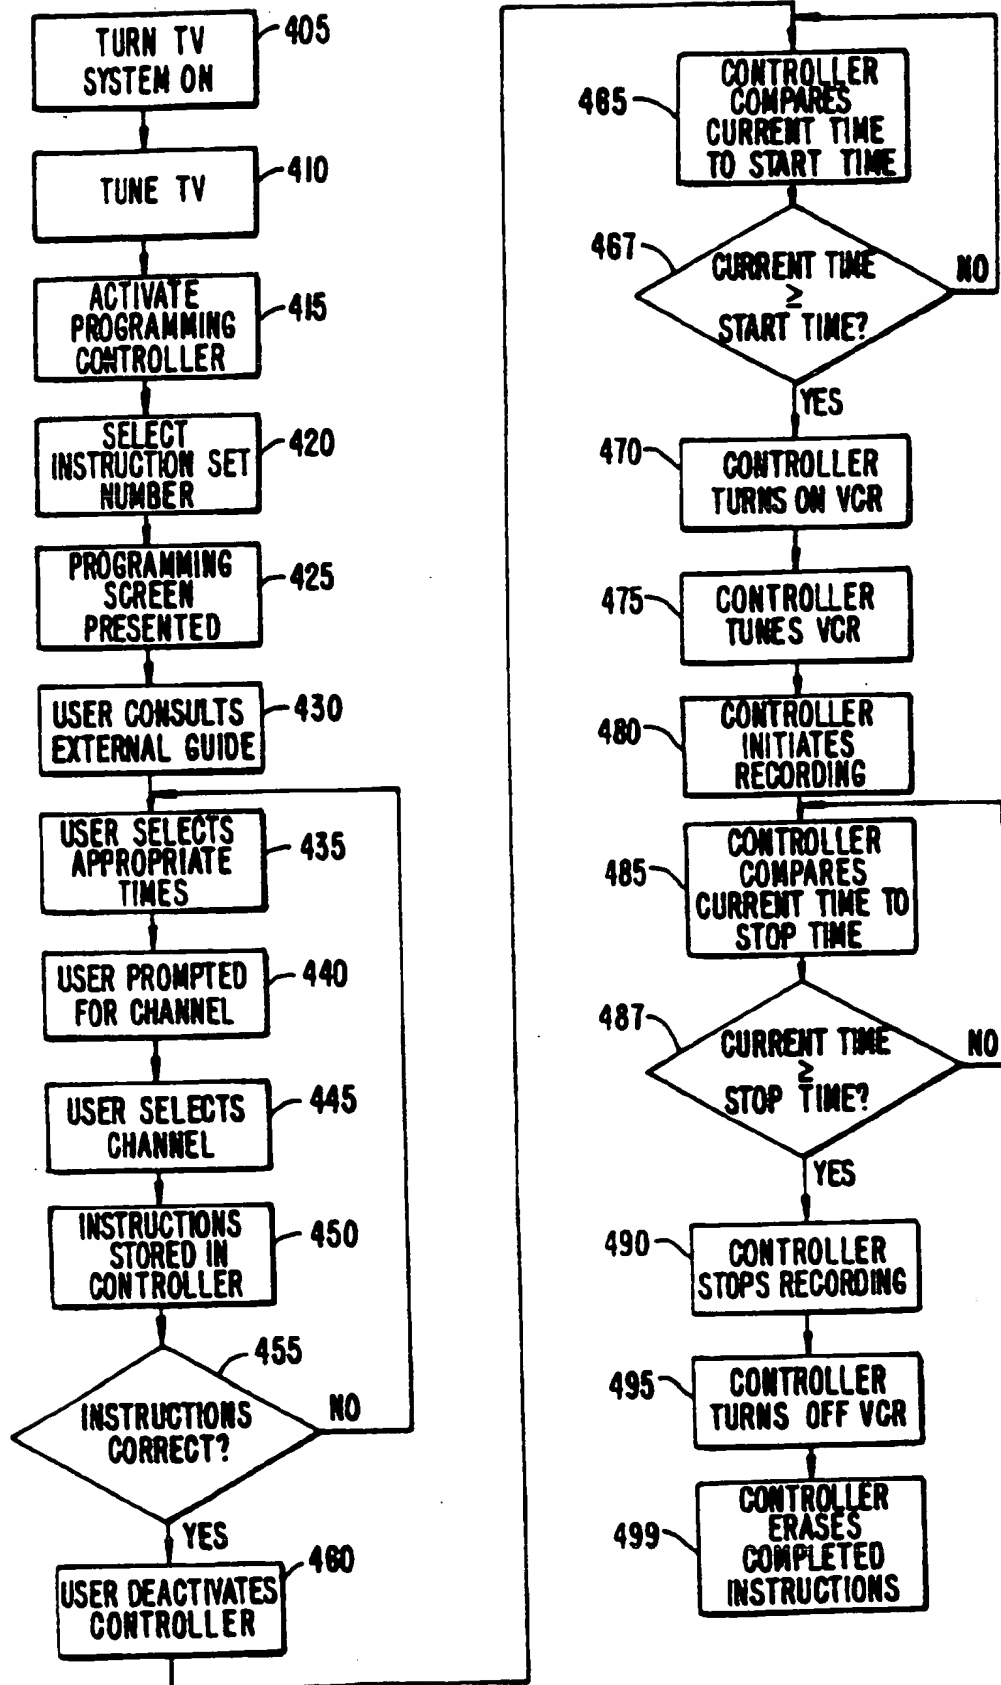 TURN TV
SYSTEM ON
405
TUNE TV
410
ACTIVATE
PROGRAMMING
CONTROLLER
415
SELECT
INSTRUCTION SET
NUMBER
420
PROGRAMMING
SCREEN
PRESENTED
425
USER CONSULTS
EXTERNAL GUIDE
430
USER SELECTS
APPROPRIATE
TIMES
435
USER PROMPTED
FOR CHANNEL
440
USER SELECTS
CHANNEL
445
INSTRUCTIONS
STORED IN
CONTROLLER
450
455
INSTRUCTIONS
CORRECT?
NO
YES
460
USER DEACTIVATES
CONTROLLER
465
CONTROLLER
COMPARES
CURRENT TIME
TO START TIME
467
CURRENT TIME
≥
START TIME?
NO
YES
470
CONTROLLER
TURNS ON VCR
475
CONTROLLER
TUNES VCR
480
CONTROLLER
INITIATES
RECORDING
485
CONTROLLER
COMPARES
CURRENT TIME TO
STOP TIME
487
CURRENT TIME
≥
STOP TIME?
NO
YES
490
CONTROLLER
STOPS RECORDING
495
CONTROLLER
TURNS OFF VCR
499
CONTROLLER
ERASES
COMPLETED
INSTRUCTIONS